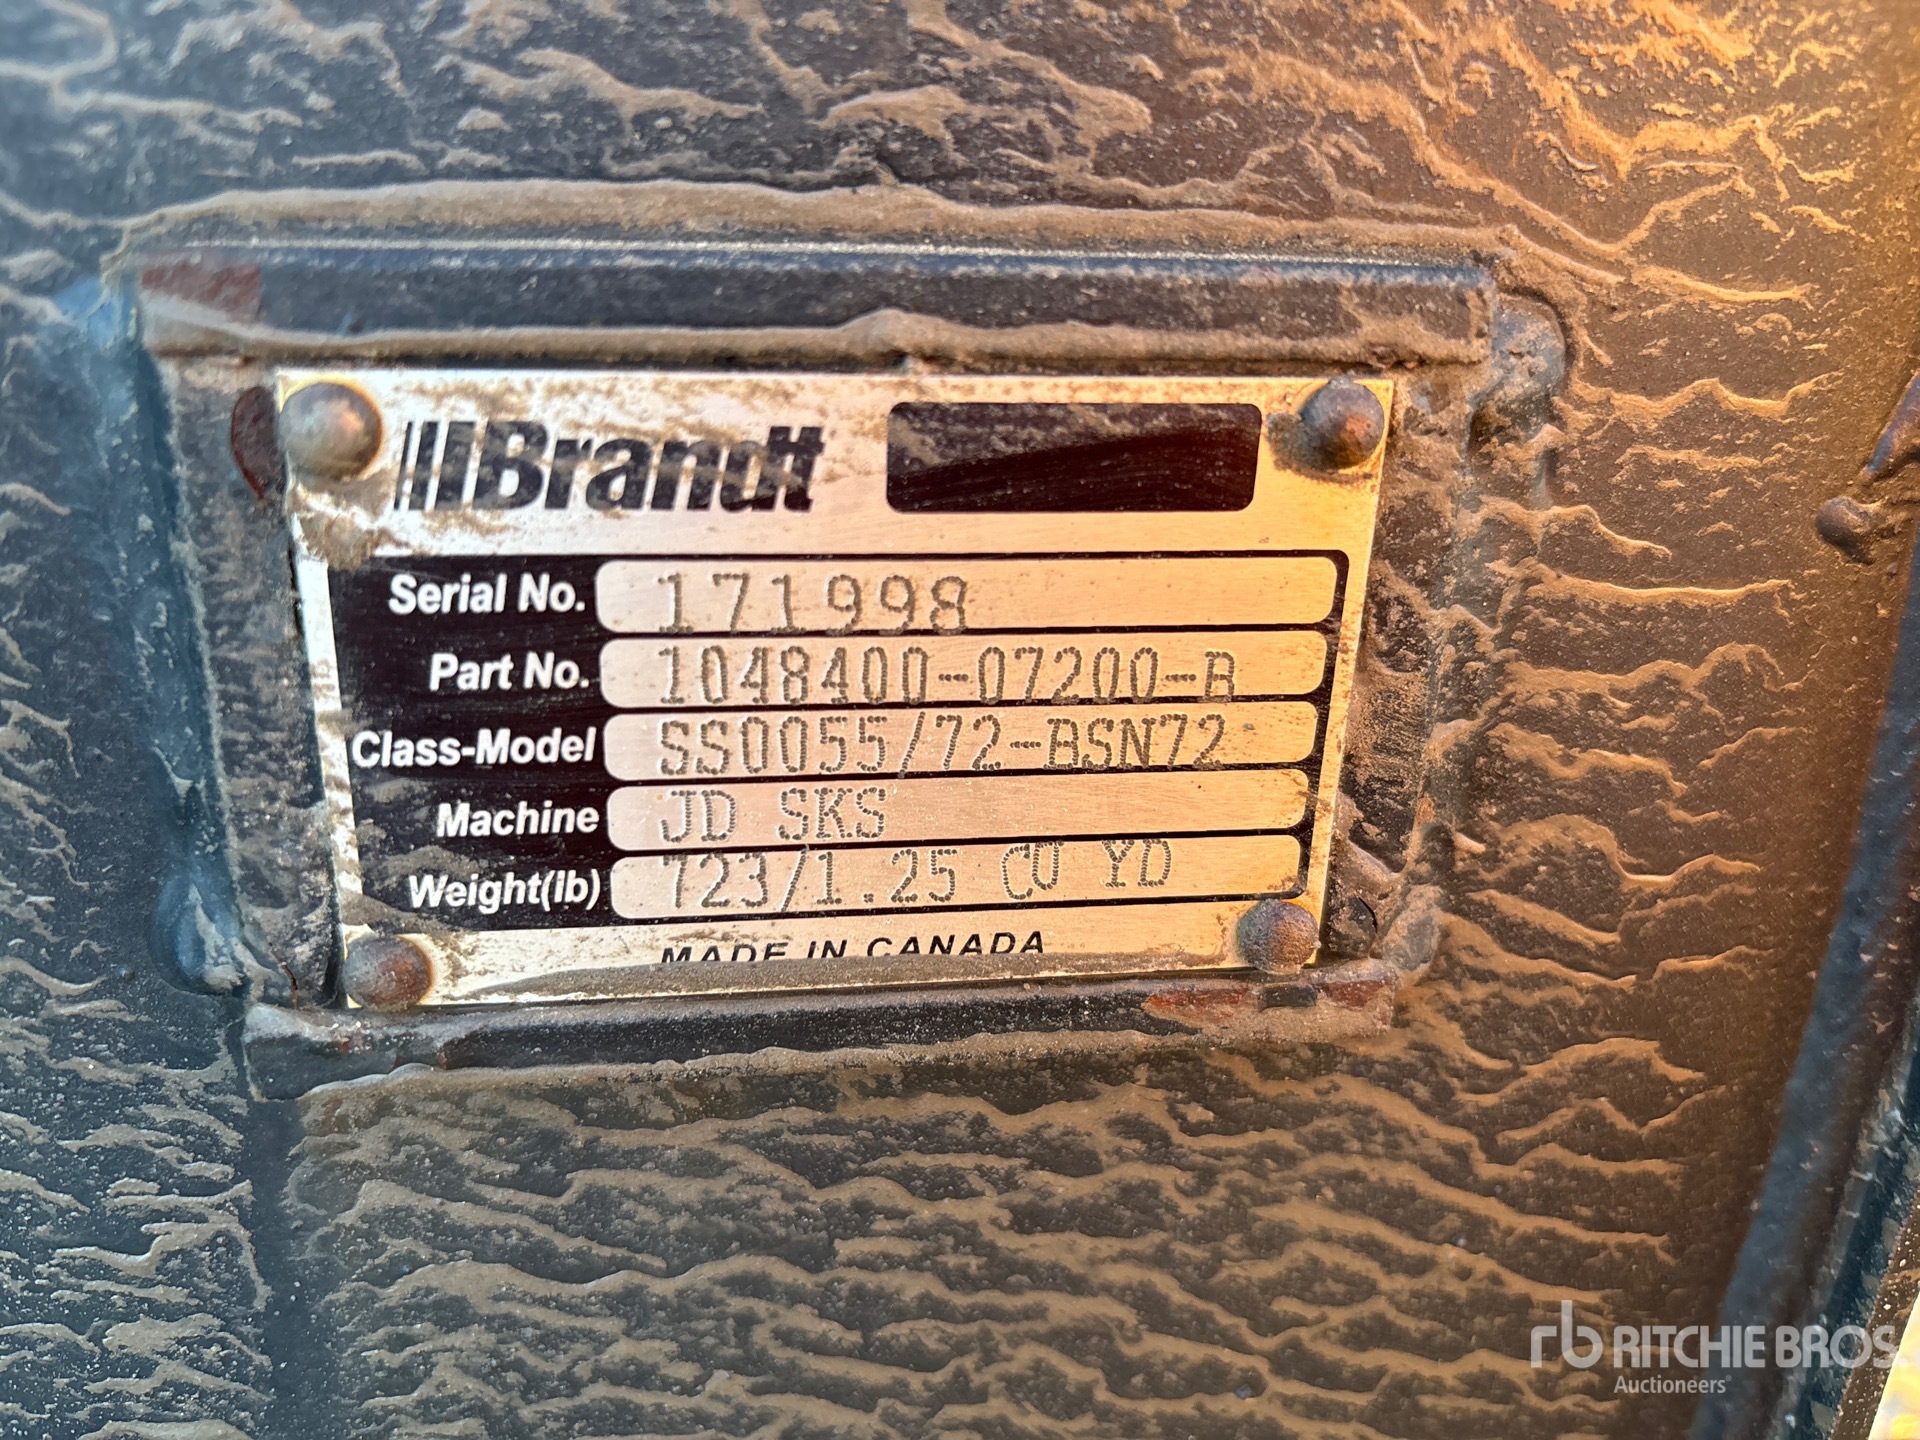 Brandt
Serial No. 171998
Part No. 1048400-07200-B
Class-Model SS0055/72-BSN72
Machine JD SKS
Weight(lb) 723/1.25 CU YD
MADE IN CANADA
rb RITCHIE BROS
Auctioneers